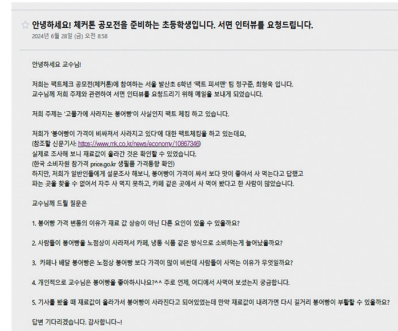 안녕하세요! 체커톤 공모전을 준비하는 초등학생입니다. 서면 인터뷰를 요청드립니다.
2024년 6월 28일 (금) 오전 8:58
안녕하세요 교수님!
저희는 팩트체크 공모전(체커톤)에 참여하는 서울 발산초 6학년 '팩트 피셔맨' 팀 정구준, 최형욱 입니다.
교수님께 저희 주제와 관련하여 서면 인터뷰를 요청드리기 위해 메일을 보내게 되었습니다.
저희 주제는 '고물가에 사라지는 붕어빵'이 사실인지 팩트 체킹 하고 있습니다.
저희가 '붕어빵이 가격이 비싸져서 사라지고 있다'에 대한 팩트체킹을 하고 있는데요,
(참조할 신문기사: https://www.mk.co.kr/news/economy/10867346)
실제로 조사해 보니 재료값이 올라간 것은 확인할 수 있었습니다.
(한국 소비자원 참가격 price.go.kr 생필품 가격동향 확인)
하지만, 저희가 일반인들에게 설문조사 해보니, 붕어빵이 가격이 싸서 보다 맛이 좋아서 사 먹는다고 답했고
파는 곳을 찾을 수 없어서 자주 사 먹지 못하고, 카페 같은 곳에서 사 먹어 봤다고 한 사람이 많았습니다.
교수님께 드릴 질문은
1. 붕어빵 가격 변동의 이유가 재료 값 상승이 아닌 다른 요인이 있을 수 있을까요?
2. 사람들이 붕어빵을 노점상이 사라져서 카페, 냉동 식품 같은 방식으로 소비하는게 늘어났을까요?
3. 카페나 배달 붕어빵은 노점상 붕어빵 보다 가격이 많이 비싼데 사람들이 사먹는 이유가 무엇일까요?
4. 개인적으로 교수님은 붕어빵을 좋아하시나요?^^ 주로 언제, 어디에서 사먹어 보셨는지 궁금합니다.
5. 기사를 봤을 때 재료값이 올라가서 붕어빵이 사라진다고 되어있었는데 만약 재료값이 내려가면 다시 길거리 붕어빵이 부활할 수 있을까요?
답변 기다리겠습니다. 감사합니다~!